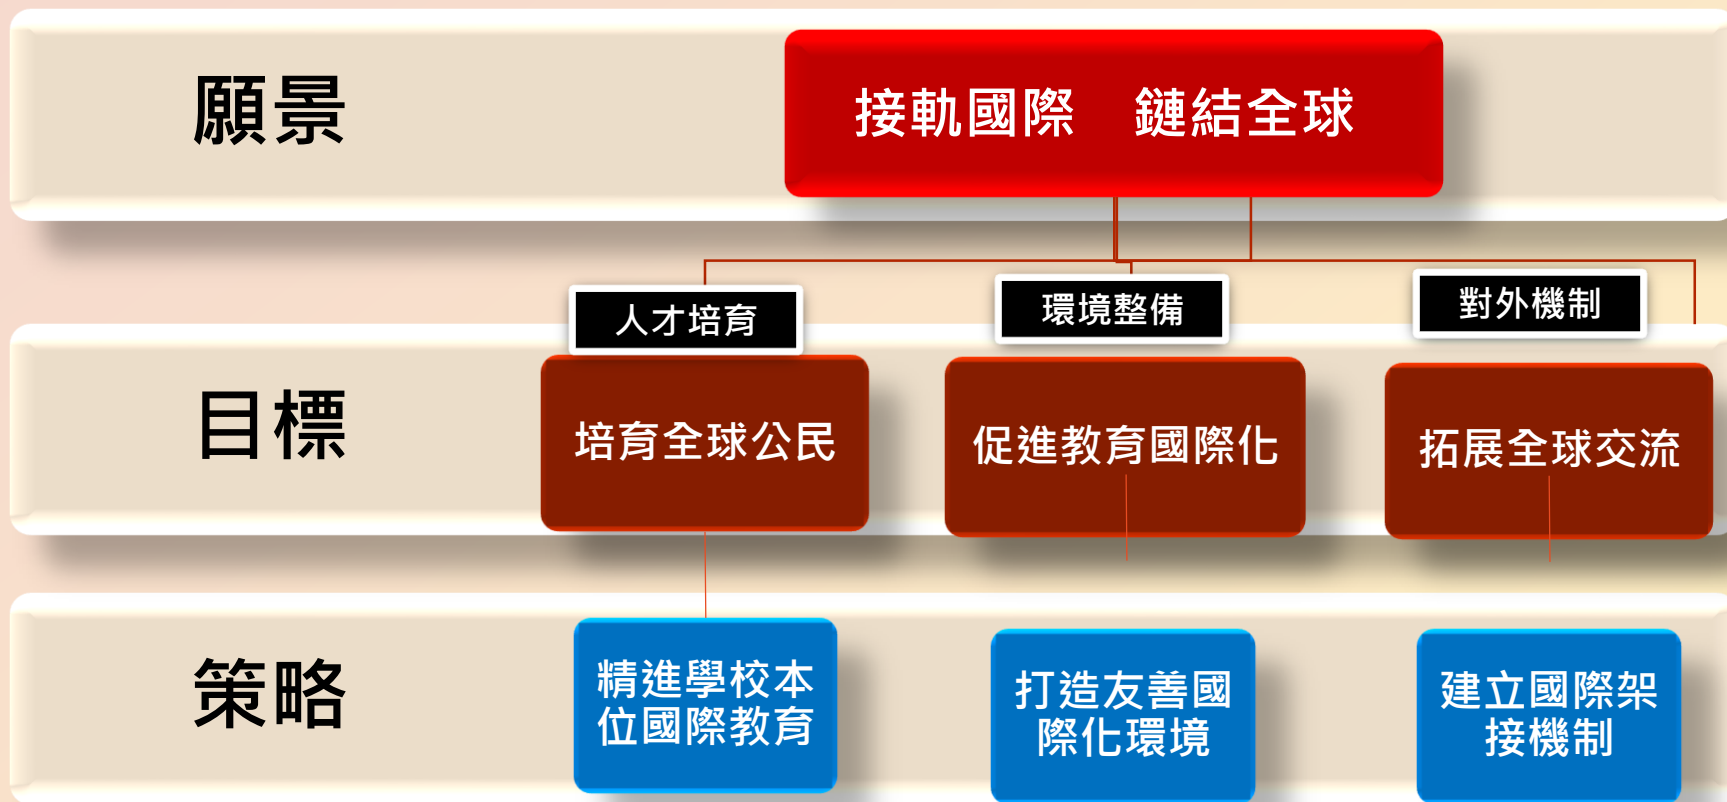 願景
接軌國際　鏈結全球
人才培育
環境整備
對外機制
目標
培育全球公民
促進教育國際化
拓展全球交流
策略
精進學校本
位國際教育
打造友善國
際化環境
建立國際架
接機制